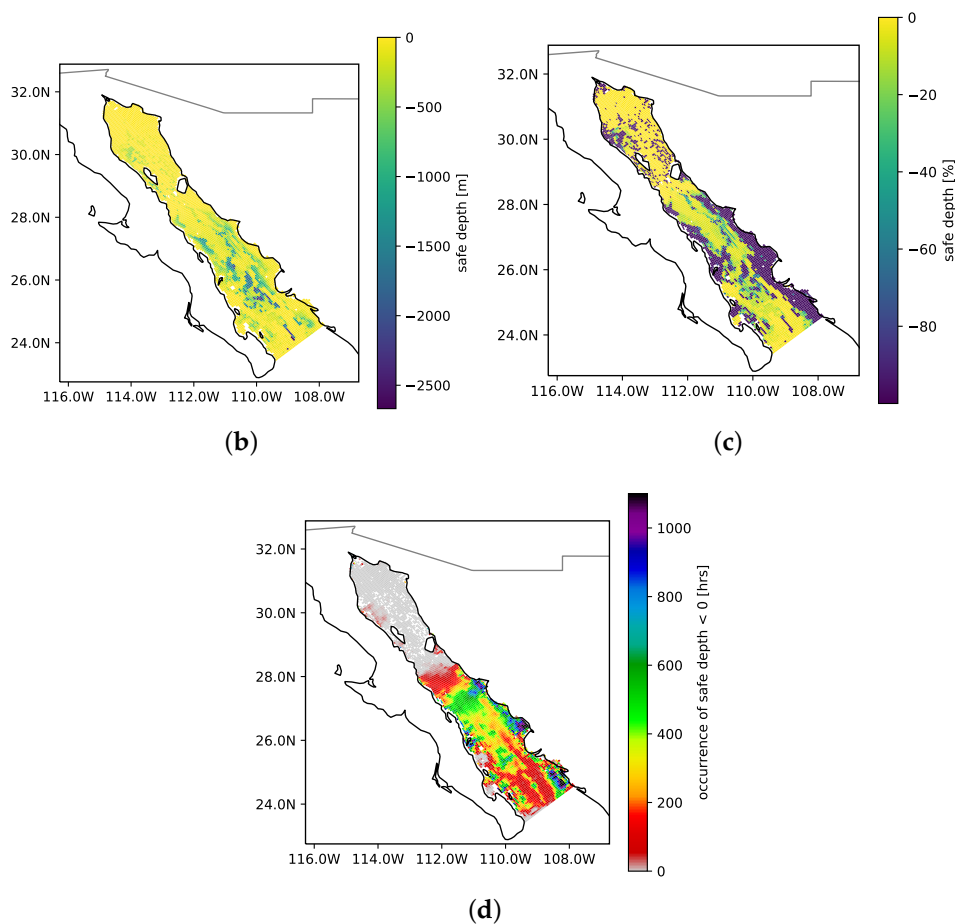 32.0N
30.0N
28.0N
26.0N
24.0N
116.0W 114.0W 112.0W 110.0W 108.0W
0
−500
−1000
−1500
−2000
−2500
safe depth [m]
(b)
32.0N
30.0N
28.0N
26.0N
24.0N
116.0W 114.0W 112.0W 110.0W 108.0W
0
−20
−40
−60
−80
safe depth [%]
(c)
32.0N
30.0N
28.0N
26.0N
24.0N
116.0W 114.0W 112.0W 110.0W 108.0W
1000
800
600
400
200
0
occurrence of safe depth < 0 [hrs]
(d)